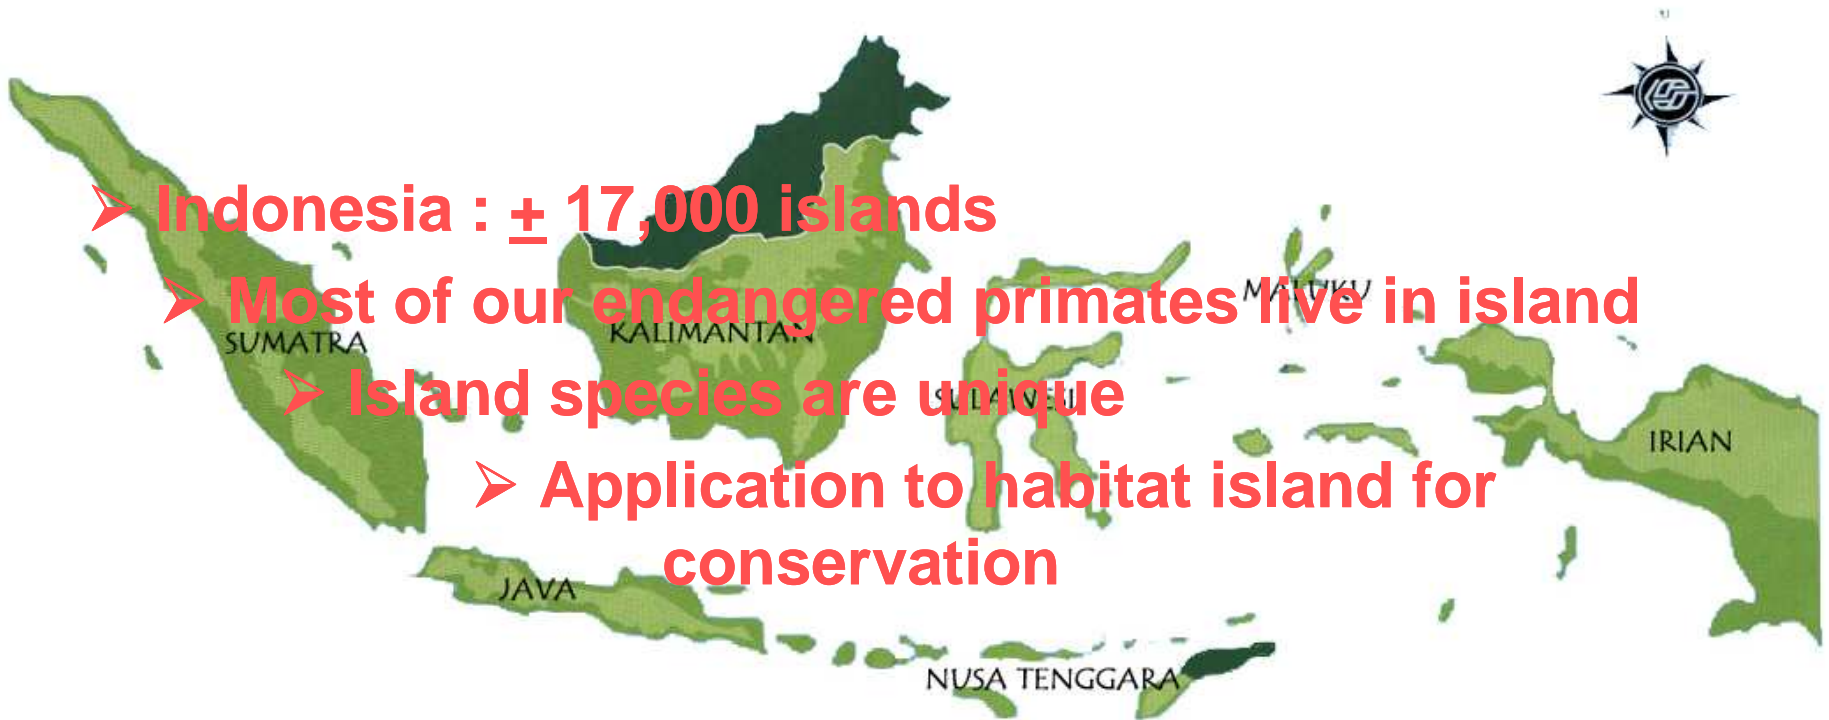 ➢ Indonesia : ± 17,000 islands
➢ Most of our endangered primates live in island
MALUKU
SUMATRA
KALIMANTAN
➢ Island species are unique
SULAWESI
IRIAN
➢ Application to habitat island for
conservation
JAVA
NUSA TENGGARA